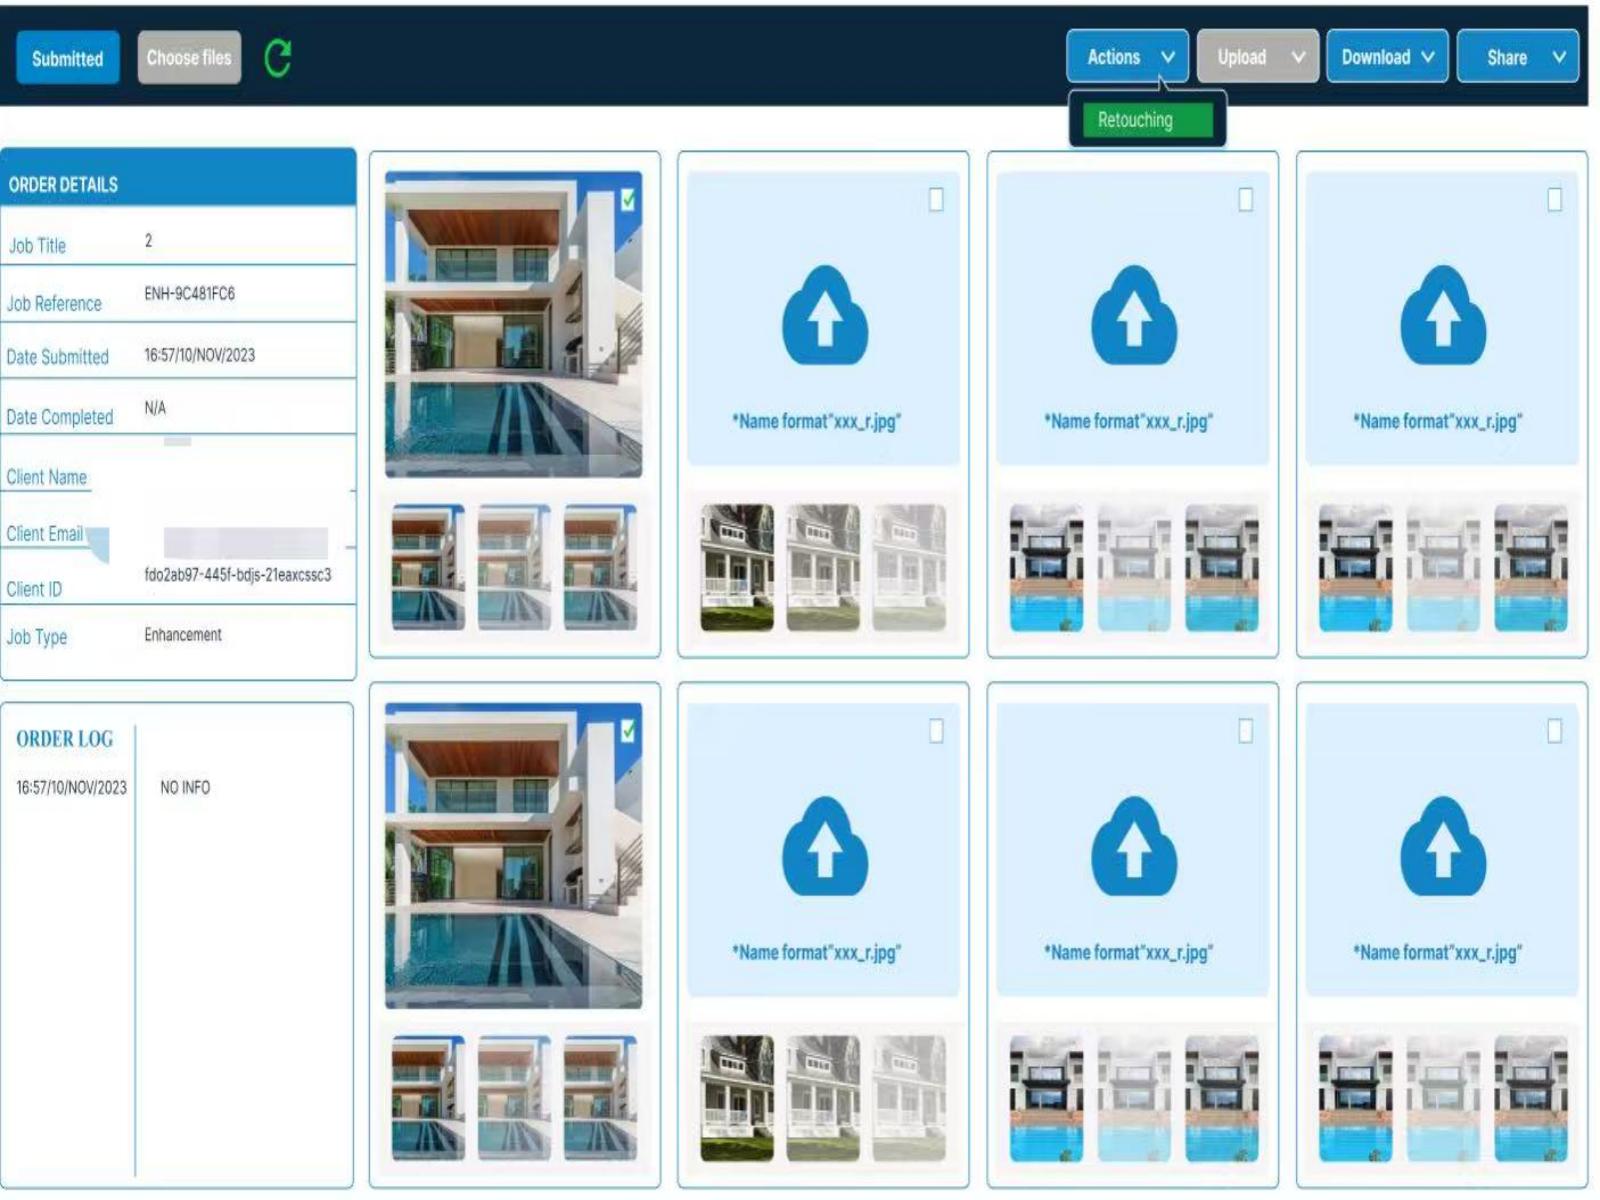 Submitted
Choose files
Actions
Upload
Download
Share
Retouching
ORDER DETAILS
Job Title 2
Job Reference ENH-9C481FC6
Date Submitted 16:57/10/NOV/2023
Date Completed N/A
Client Name
Client Email
Client ID fdo2ab97-445f-bdjs-21eaxcssc3
Job Type Enhancement
*Name format"xxx_r.jpg"
*Name format"xxx_r.jpg"
*Name format"xxx_r.jpg"
ORDER LOG
16:57/10/NOV/2023 NO INFO
*Name format"xxx_r.jpg"
*Name format"xxx_r.jpg"
*Name format"xxx_r.jpg"